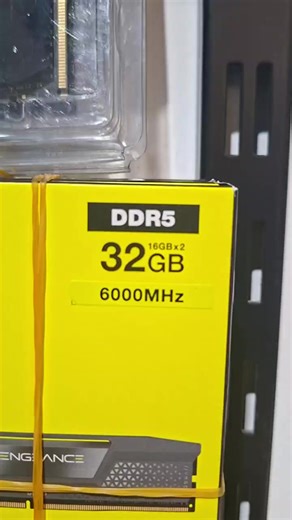 DDR5
16GBx2
32GB
6000MHz
ENGEANCE